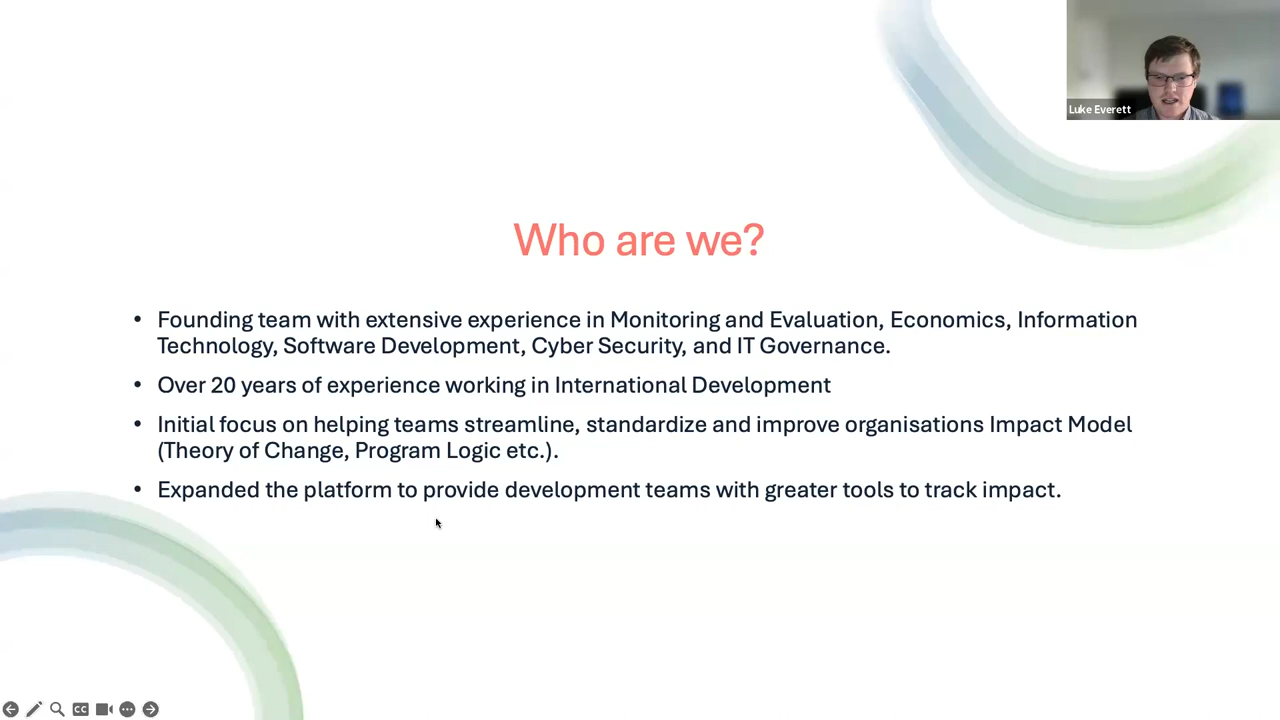 Luke Everett
Who are we?
• Founding team with extensive experience in Monitoring and Evaluation, Economics, Information
Technology, Software Development, Cyber Security, and IT Governance.
• Over 20 years of experience working in International Development
• Initial focus on helping teams streamline, standardize and improve organisations Impact Model
(Theory of Change, Program Logic etc.).
• Expanded the platform to provide development teams with greater tools to track impact.
CC